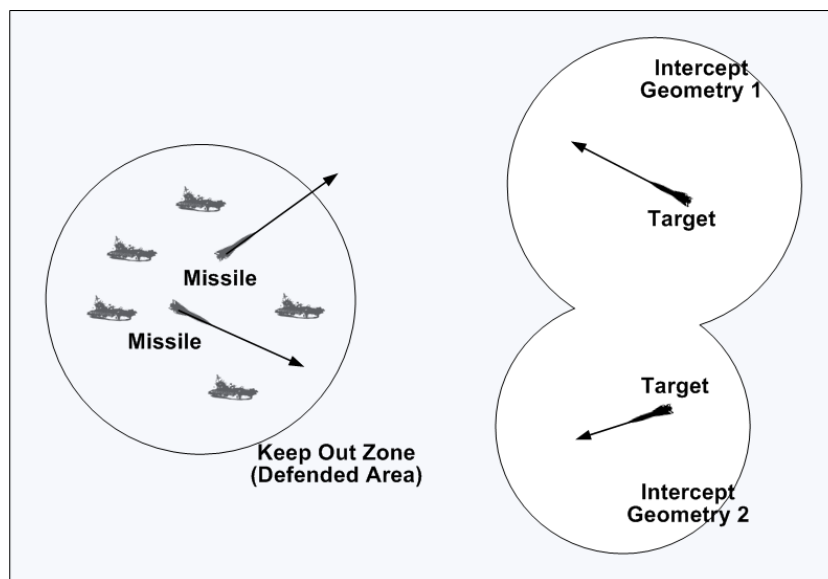 Intercept
Geometry 1
Target
Missile
Missile
Keep Out Zone
(Defended Area)
Target
Intercept
Geometry 2